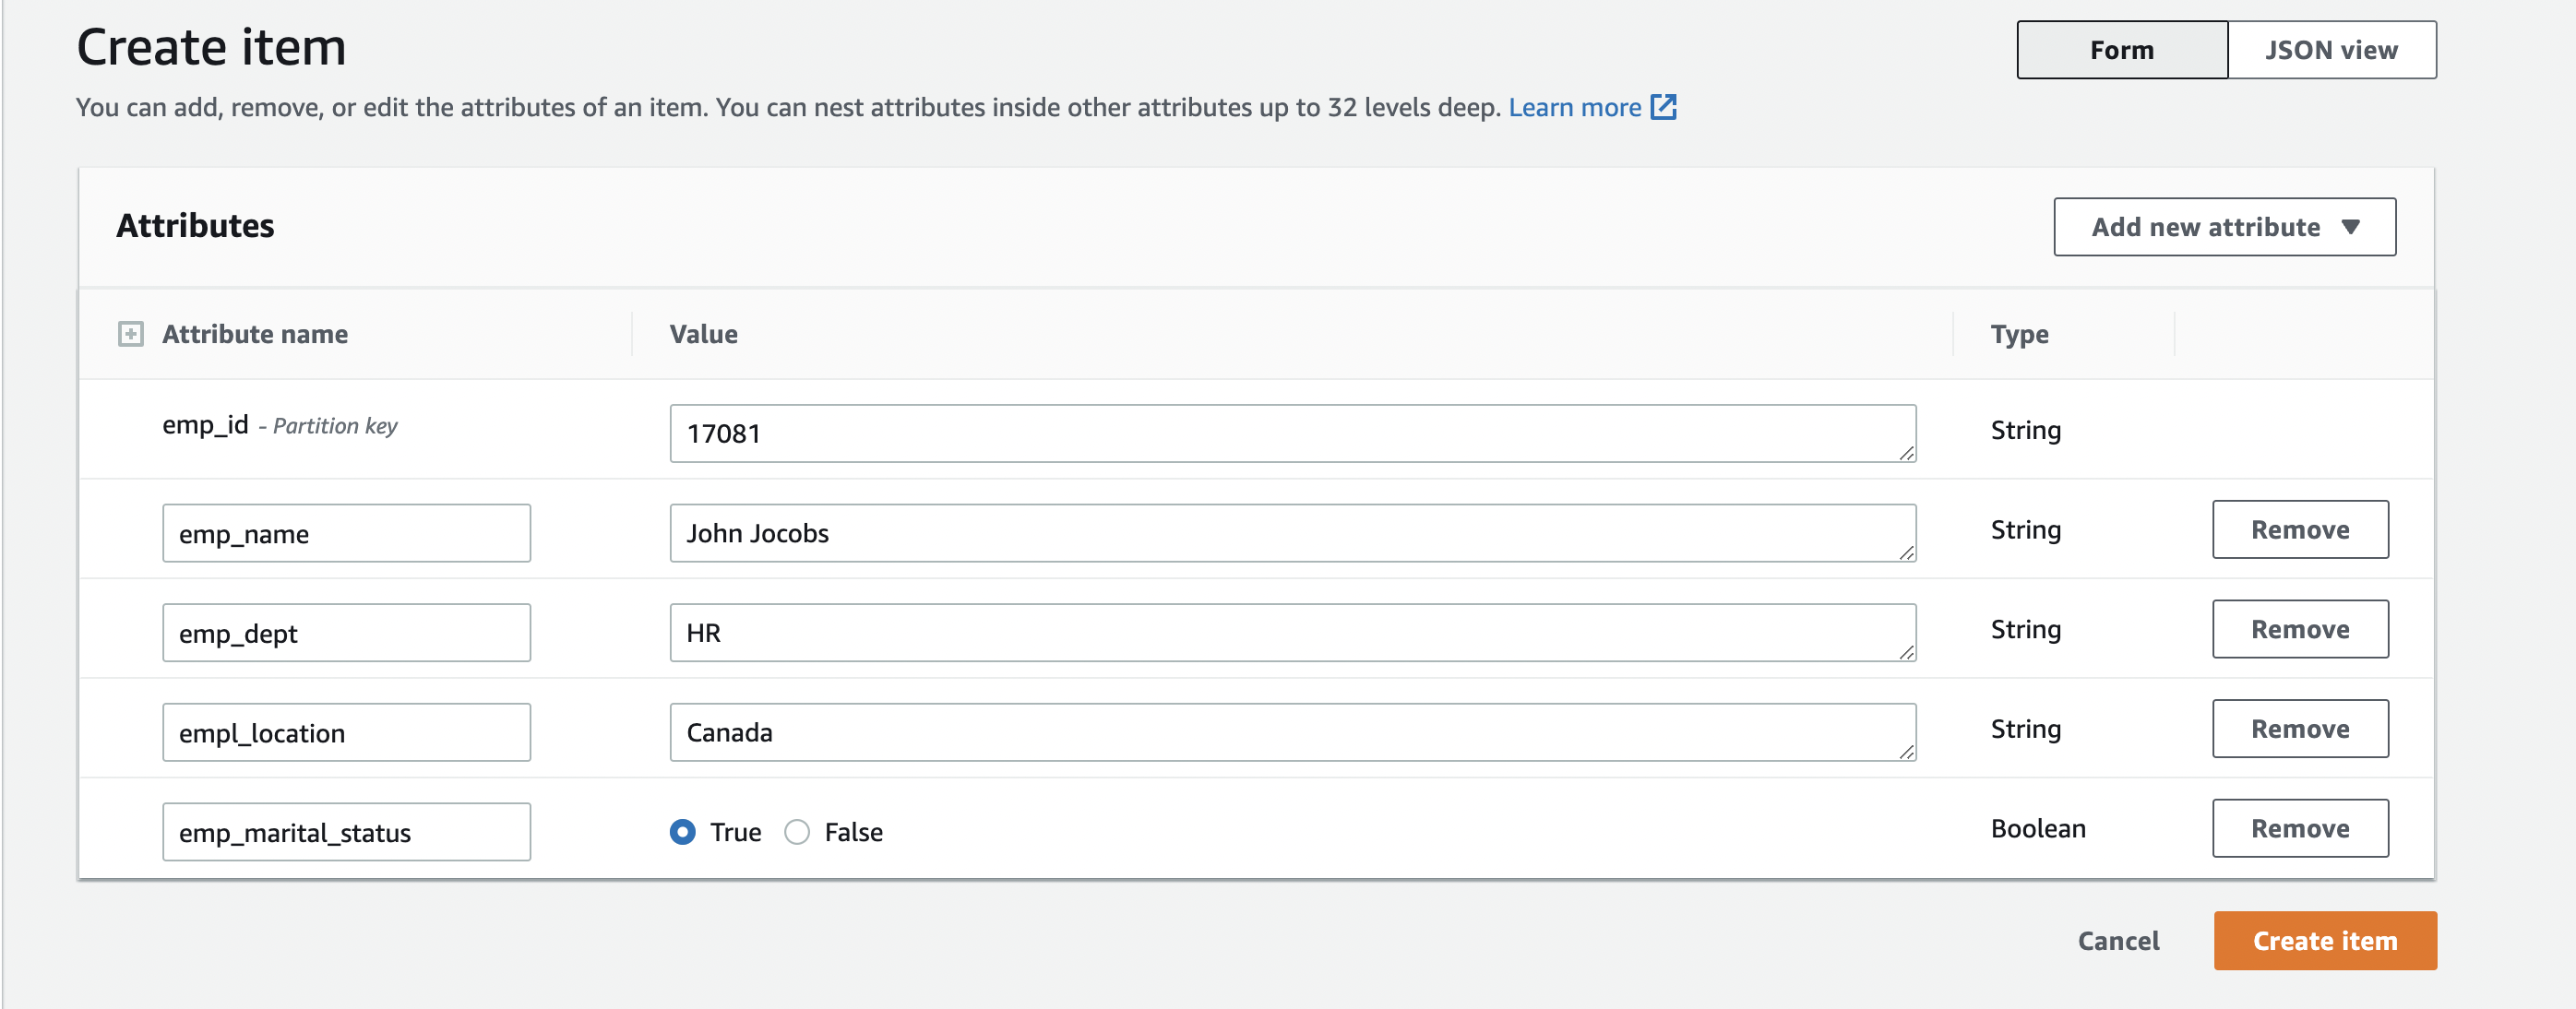 Create item
Form
JSON view
You can add, remove, or edit the attributes of an item. You can nest attributes inside other attributes up to 32 levels deep. Learn more
Attributes
Add new attribute
Attribute name
Value
Type
emp_id - Partition key
17081
String
emp_name
John Jocobs
String
Remove
emp_dept
HR
String
Remove
empl_location
Canada
String
Remove
emp_marital_status
True
False
Boolean
Remove
Cancel
Create item